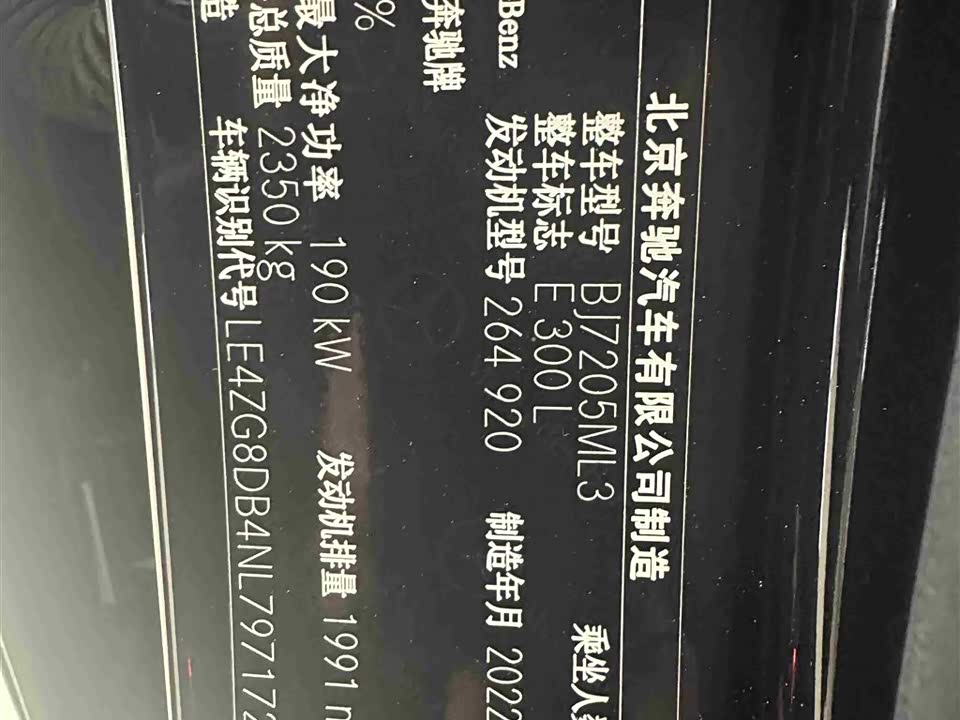 北京奔驰汽车有限公司制造
整车型号 BJ7205ML3 乘坐人数
整车标志 E 300 L
Benz 发动机型号 264 920 制造年月 2022
奔驰牌
%
最大净功率 190 kW 发动机排量 1991
总质量 2350 kg
造 车辆识别代号 LE4ZG8DB4NL797172